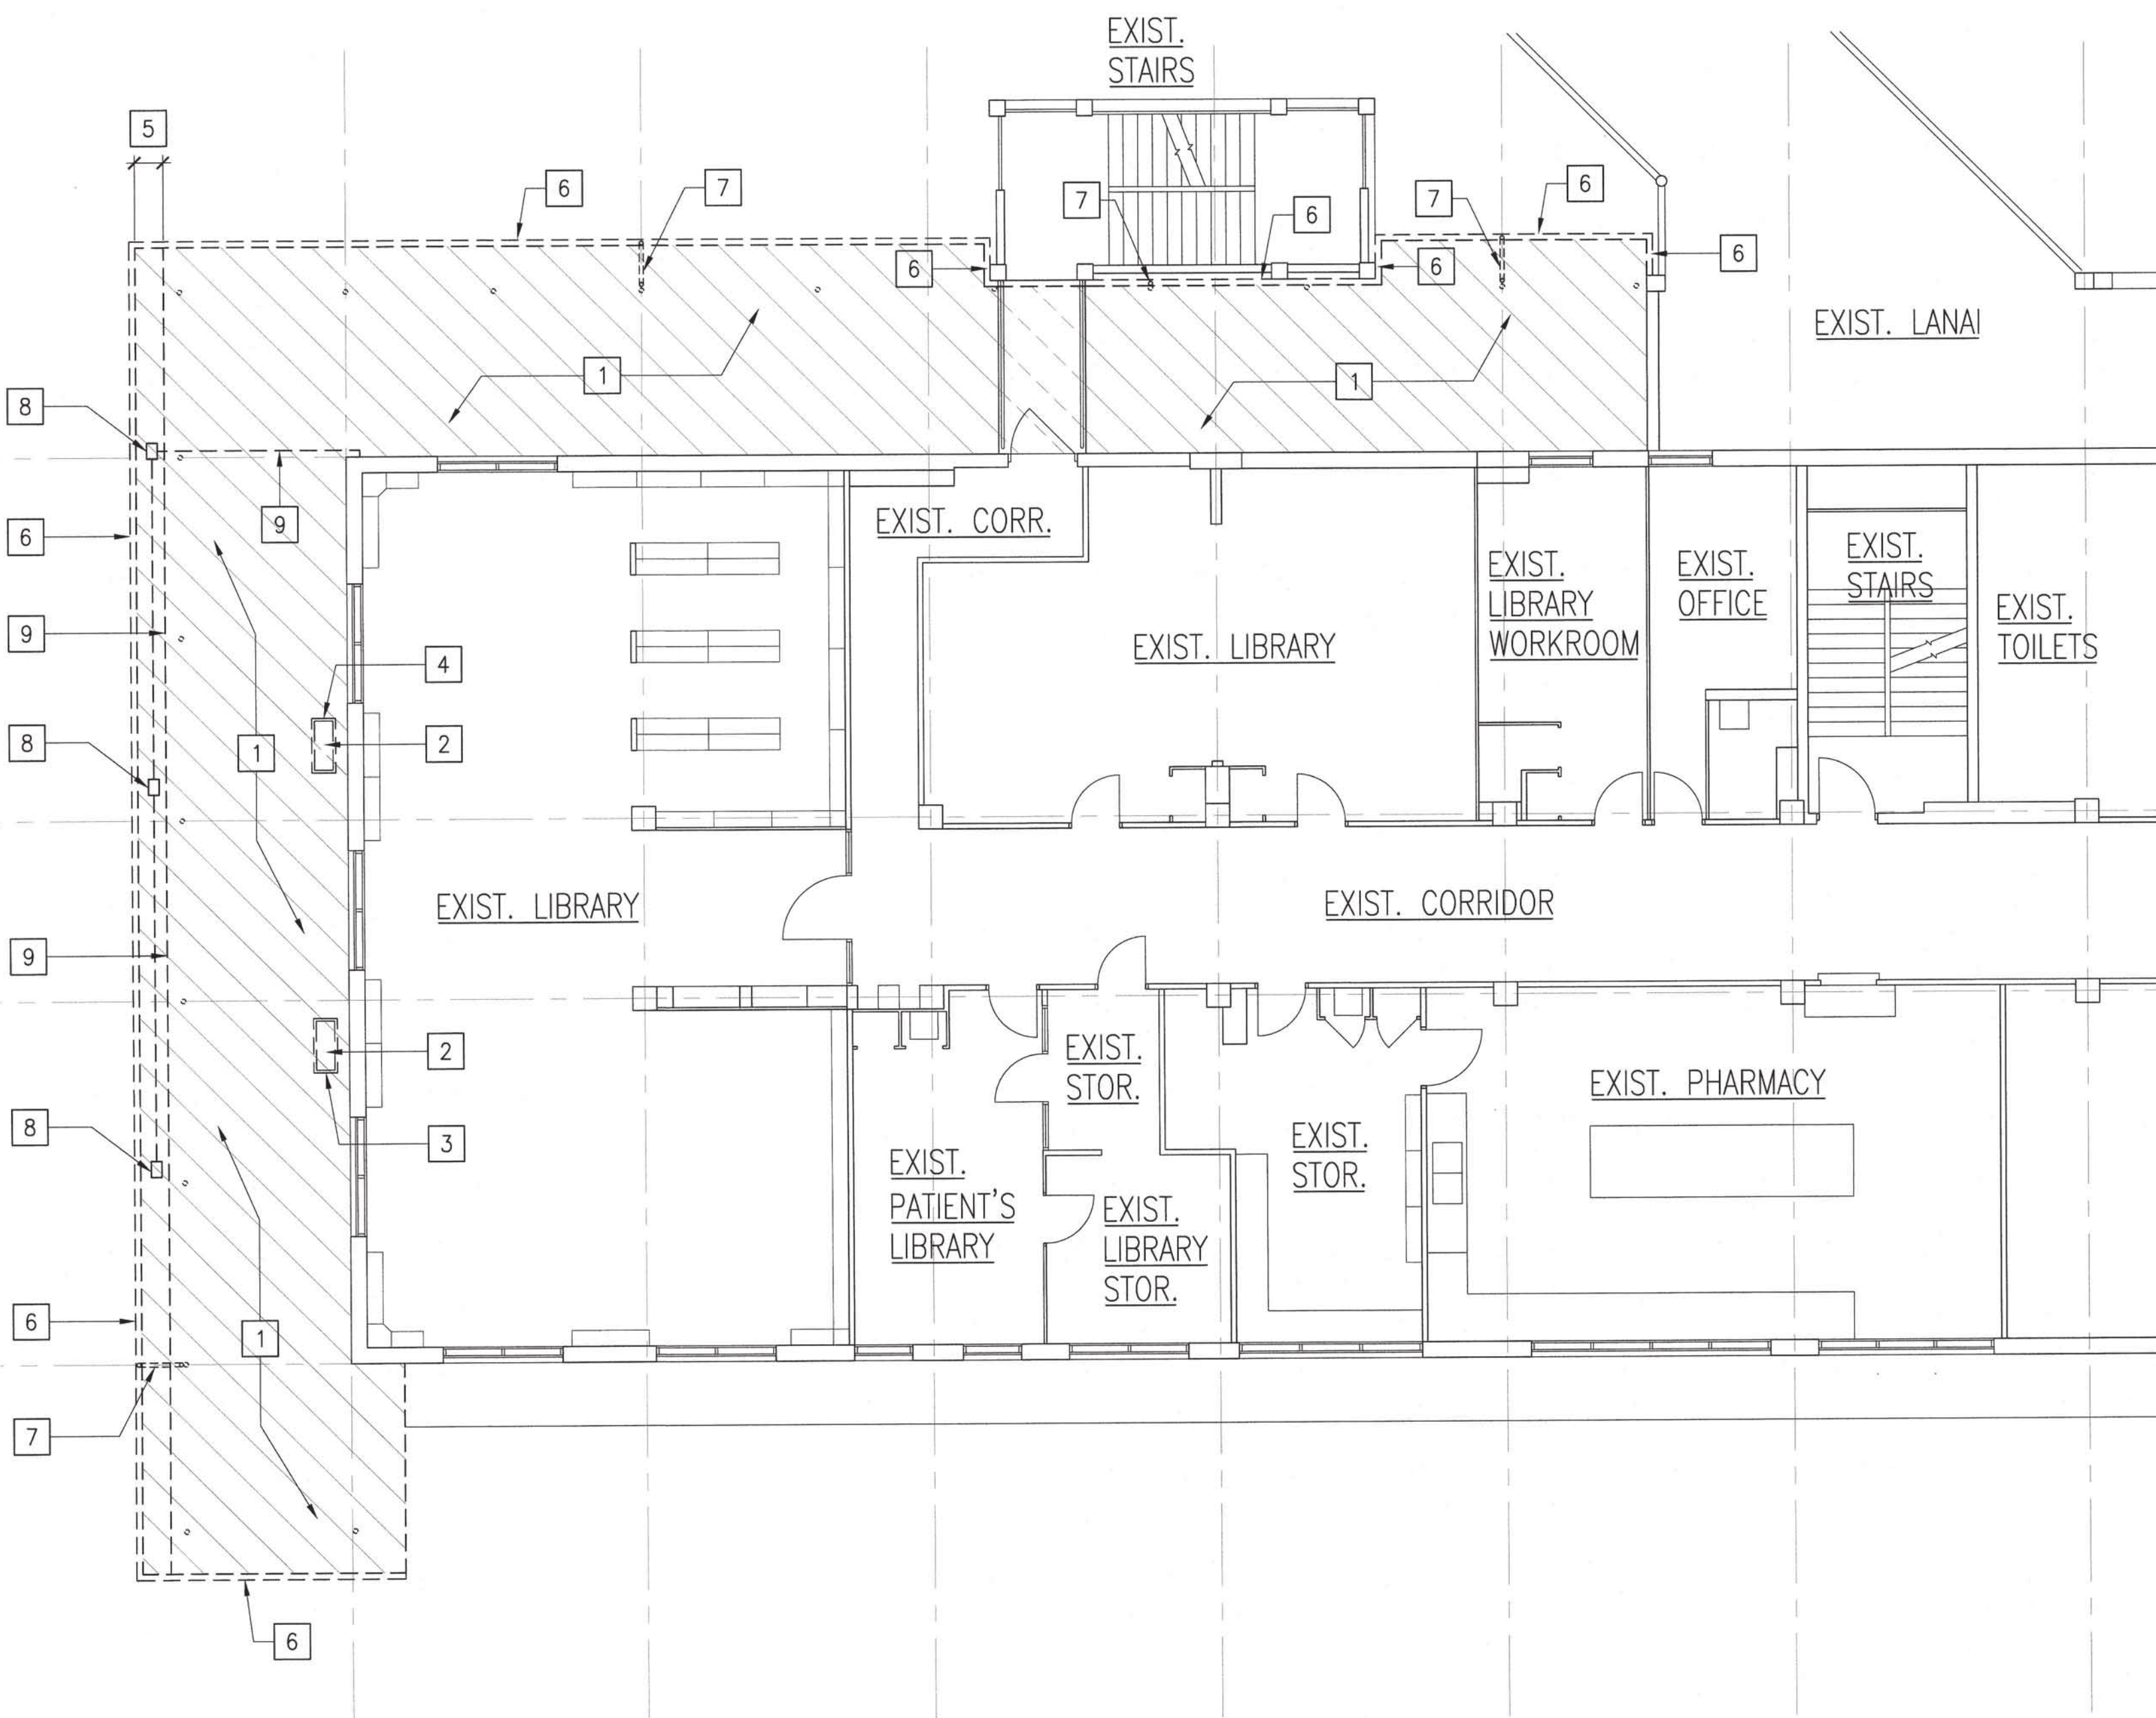 EXIST.
STAIRS
5
6
7
7
6
7
6
6
6
6
EXIST. LANAI
1
1
8
9
EXIST. CORR.
6
EXIST.
LIBRARY
WORKROOM
EXIST.
OFFICE
EXIST.
STAIRS
EXIST.
TOILETS
EXIST. LIBRARY
9
4
8
1
2
EXIST. LIBRARY
EXIST. CORRIDOR
9
2
EXIST.
STOR.
EXIST. PHARMACY
8
3
EXIST.
STOR.
EXIST.
PATIENT'S
LIBRARY
EXIST.
LIBRARY
STOR.
6
1
7
6